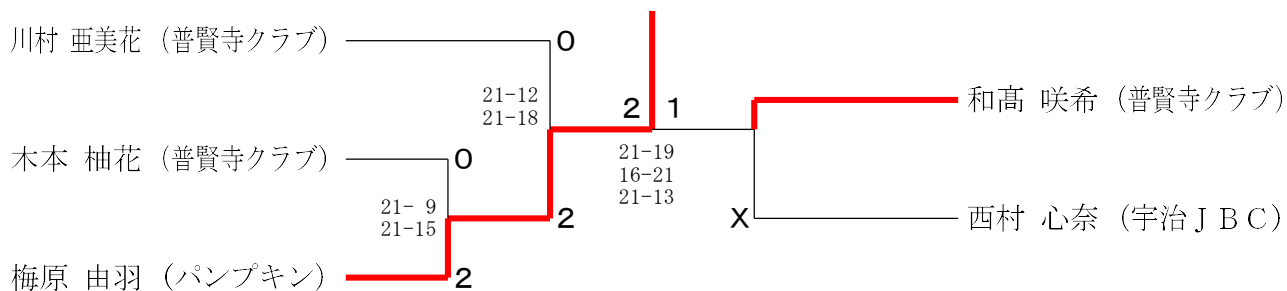 川村 亜美花 (普賢寺クラブ)
0
21-12
21-18
2 1
和髙 咲希 (普賢寺クラブ)
木本 柚花 (普賢寺クラブ)
0
21-19
16-21
21-13
21- 9
21-15
2
X
西村 心奈 (宇治JBC)
梅原 由羽 (パンプキン)
2